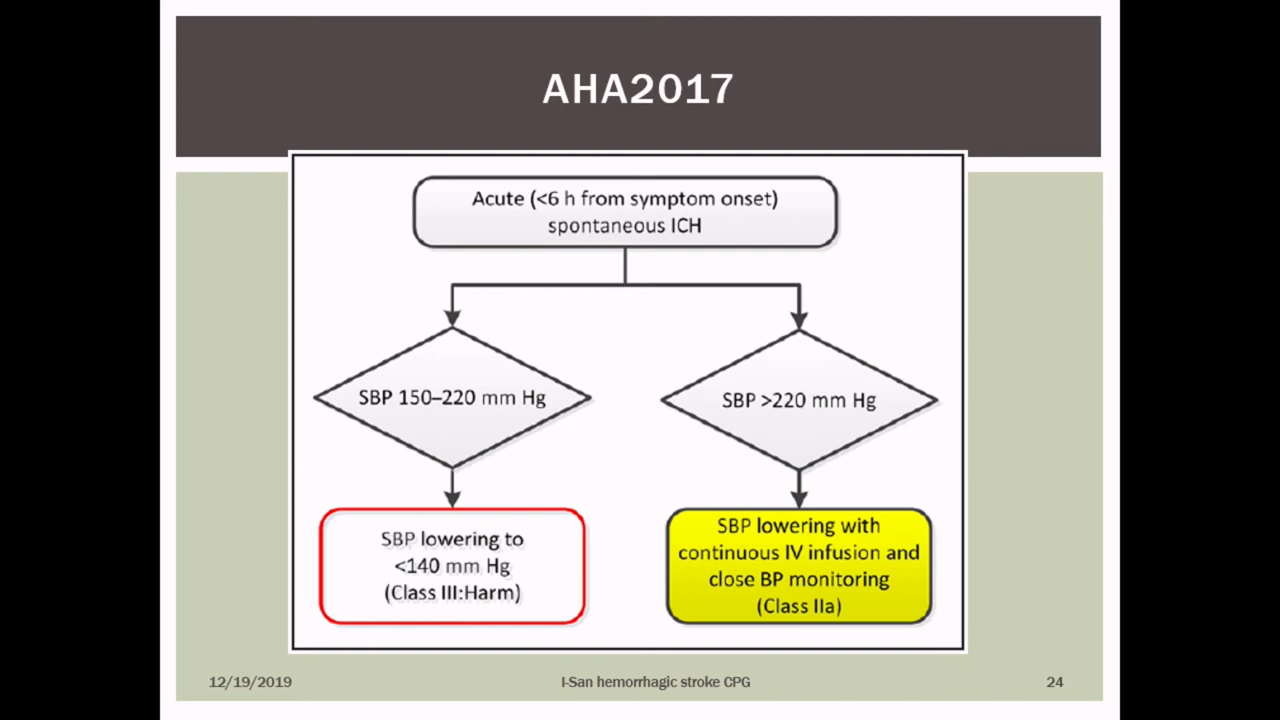 AHA2017
Acute (<6 h from symptom onset)
spontaneous ICH
SBP 150–220 mm Hg
SBP >220 mm Hg
SBP lowering to
<140 mm Hg
(Class III:Harm)
SBP lowering with
continuous IV infusion and
close BP monitoring
(Class IIa)
12/19/2019
I-San hemorrhagic stroke CPG
24